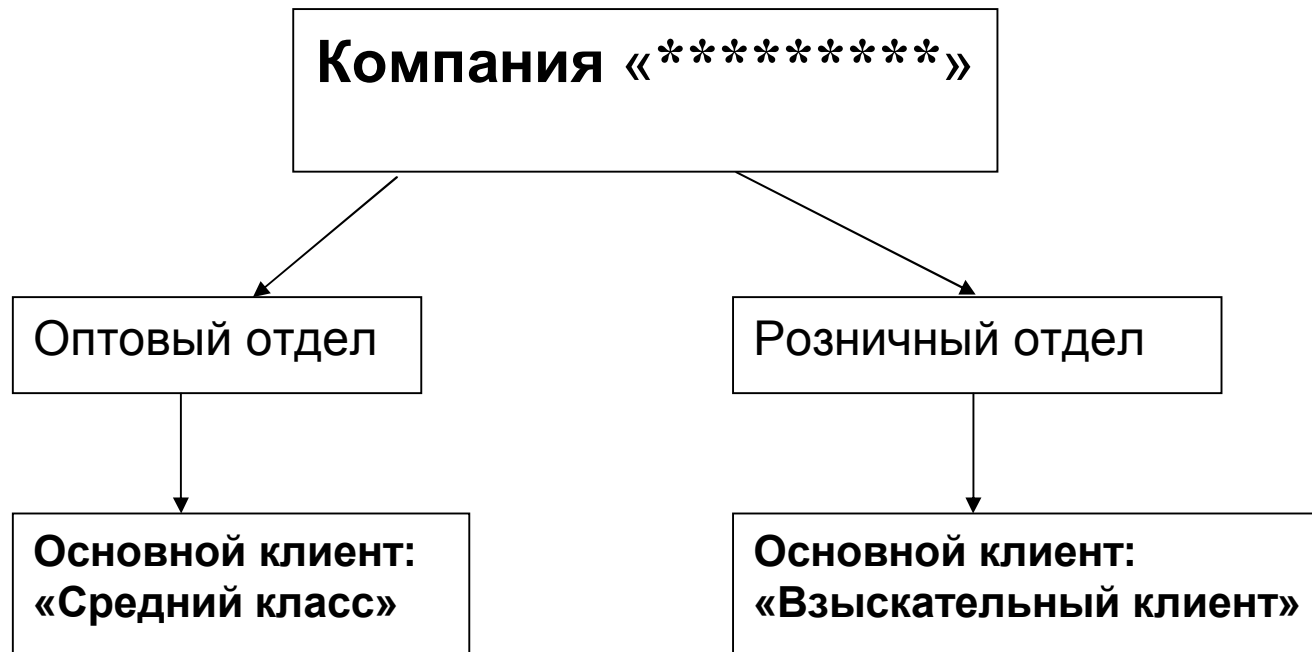 Компания «*********»
Оптовый отдел
Розничный отдел
Основной клиент:
«Средний класс»
Основной клиент:
«Взыскательный клиент»